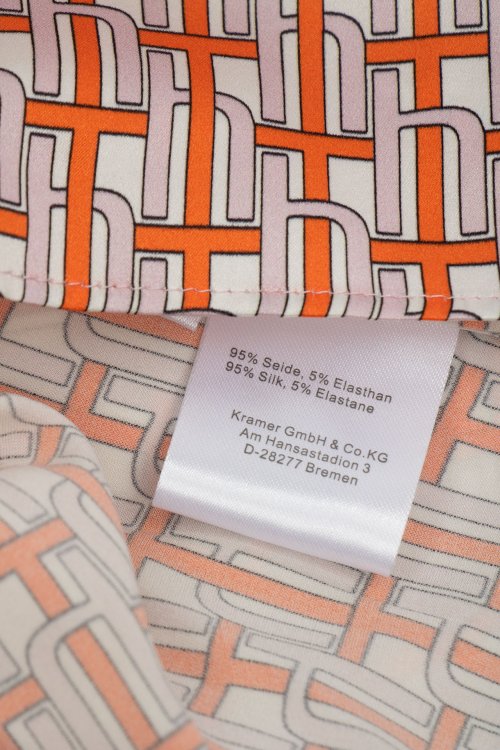 95% Seide, 5% Elasthan
95% Silk, 5% Elastane
Kramer GmbH & Co.KG
Am Hansastadion 3
D-28277 Bremen